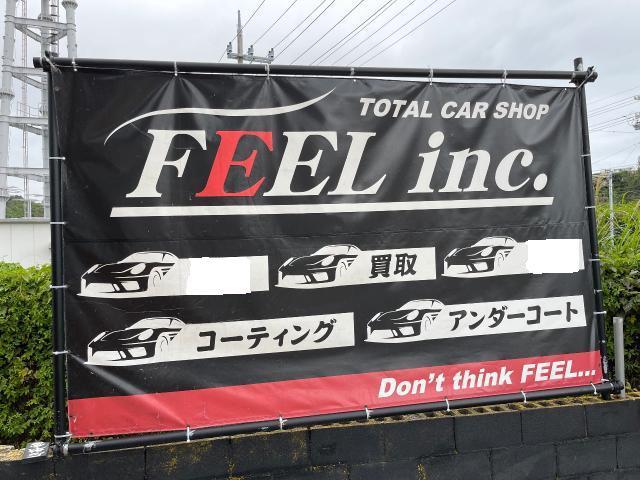 TOTAL CAR SHOP
FEEL inc.
買取
コーティング
アンダーコート
Don't think FEEL...